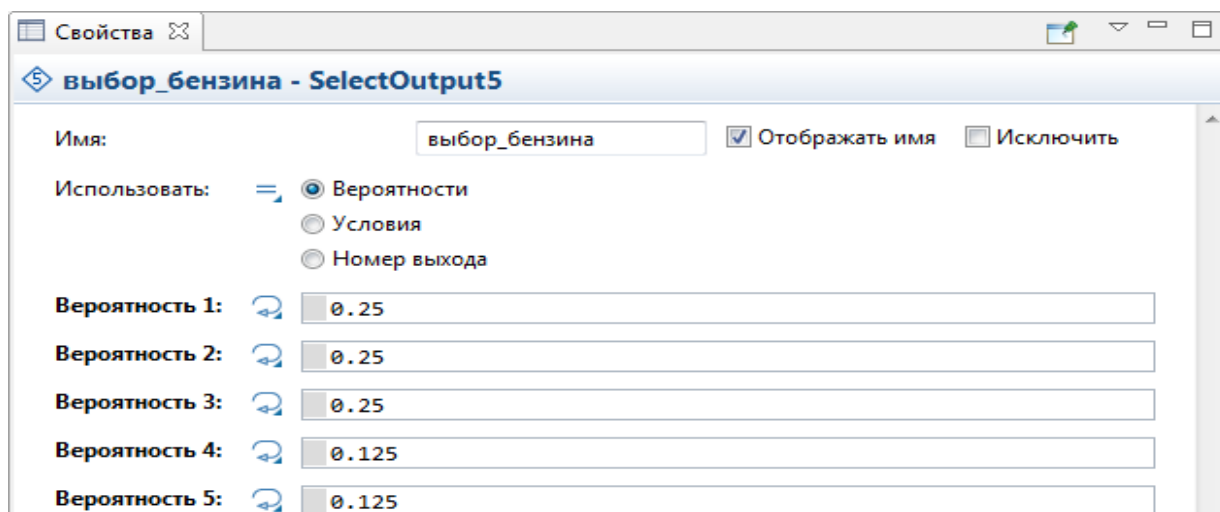 Свойства
5 выбор_бензина - SelectOutput5
Имя: выбор_бензина Отображать имя Исключить
Использовать: Вероятности
Условия
Номер выхода
Вероятность 1: 0.25
Вероятность 2: 0.25
Вероятность 3: 0.25
Вероятность 4: 0.125
Вероятность 5: 0.125